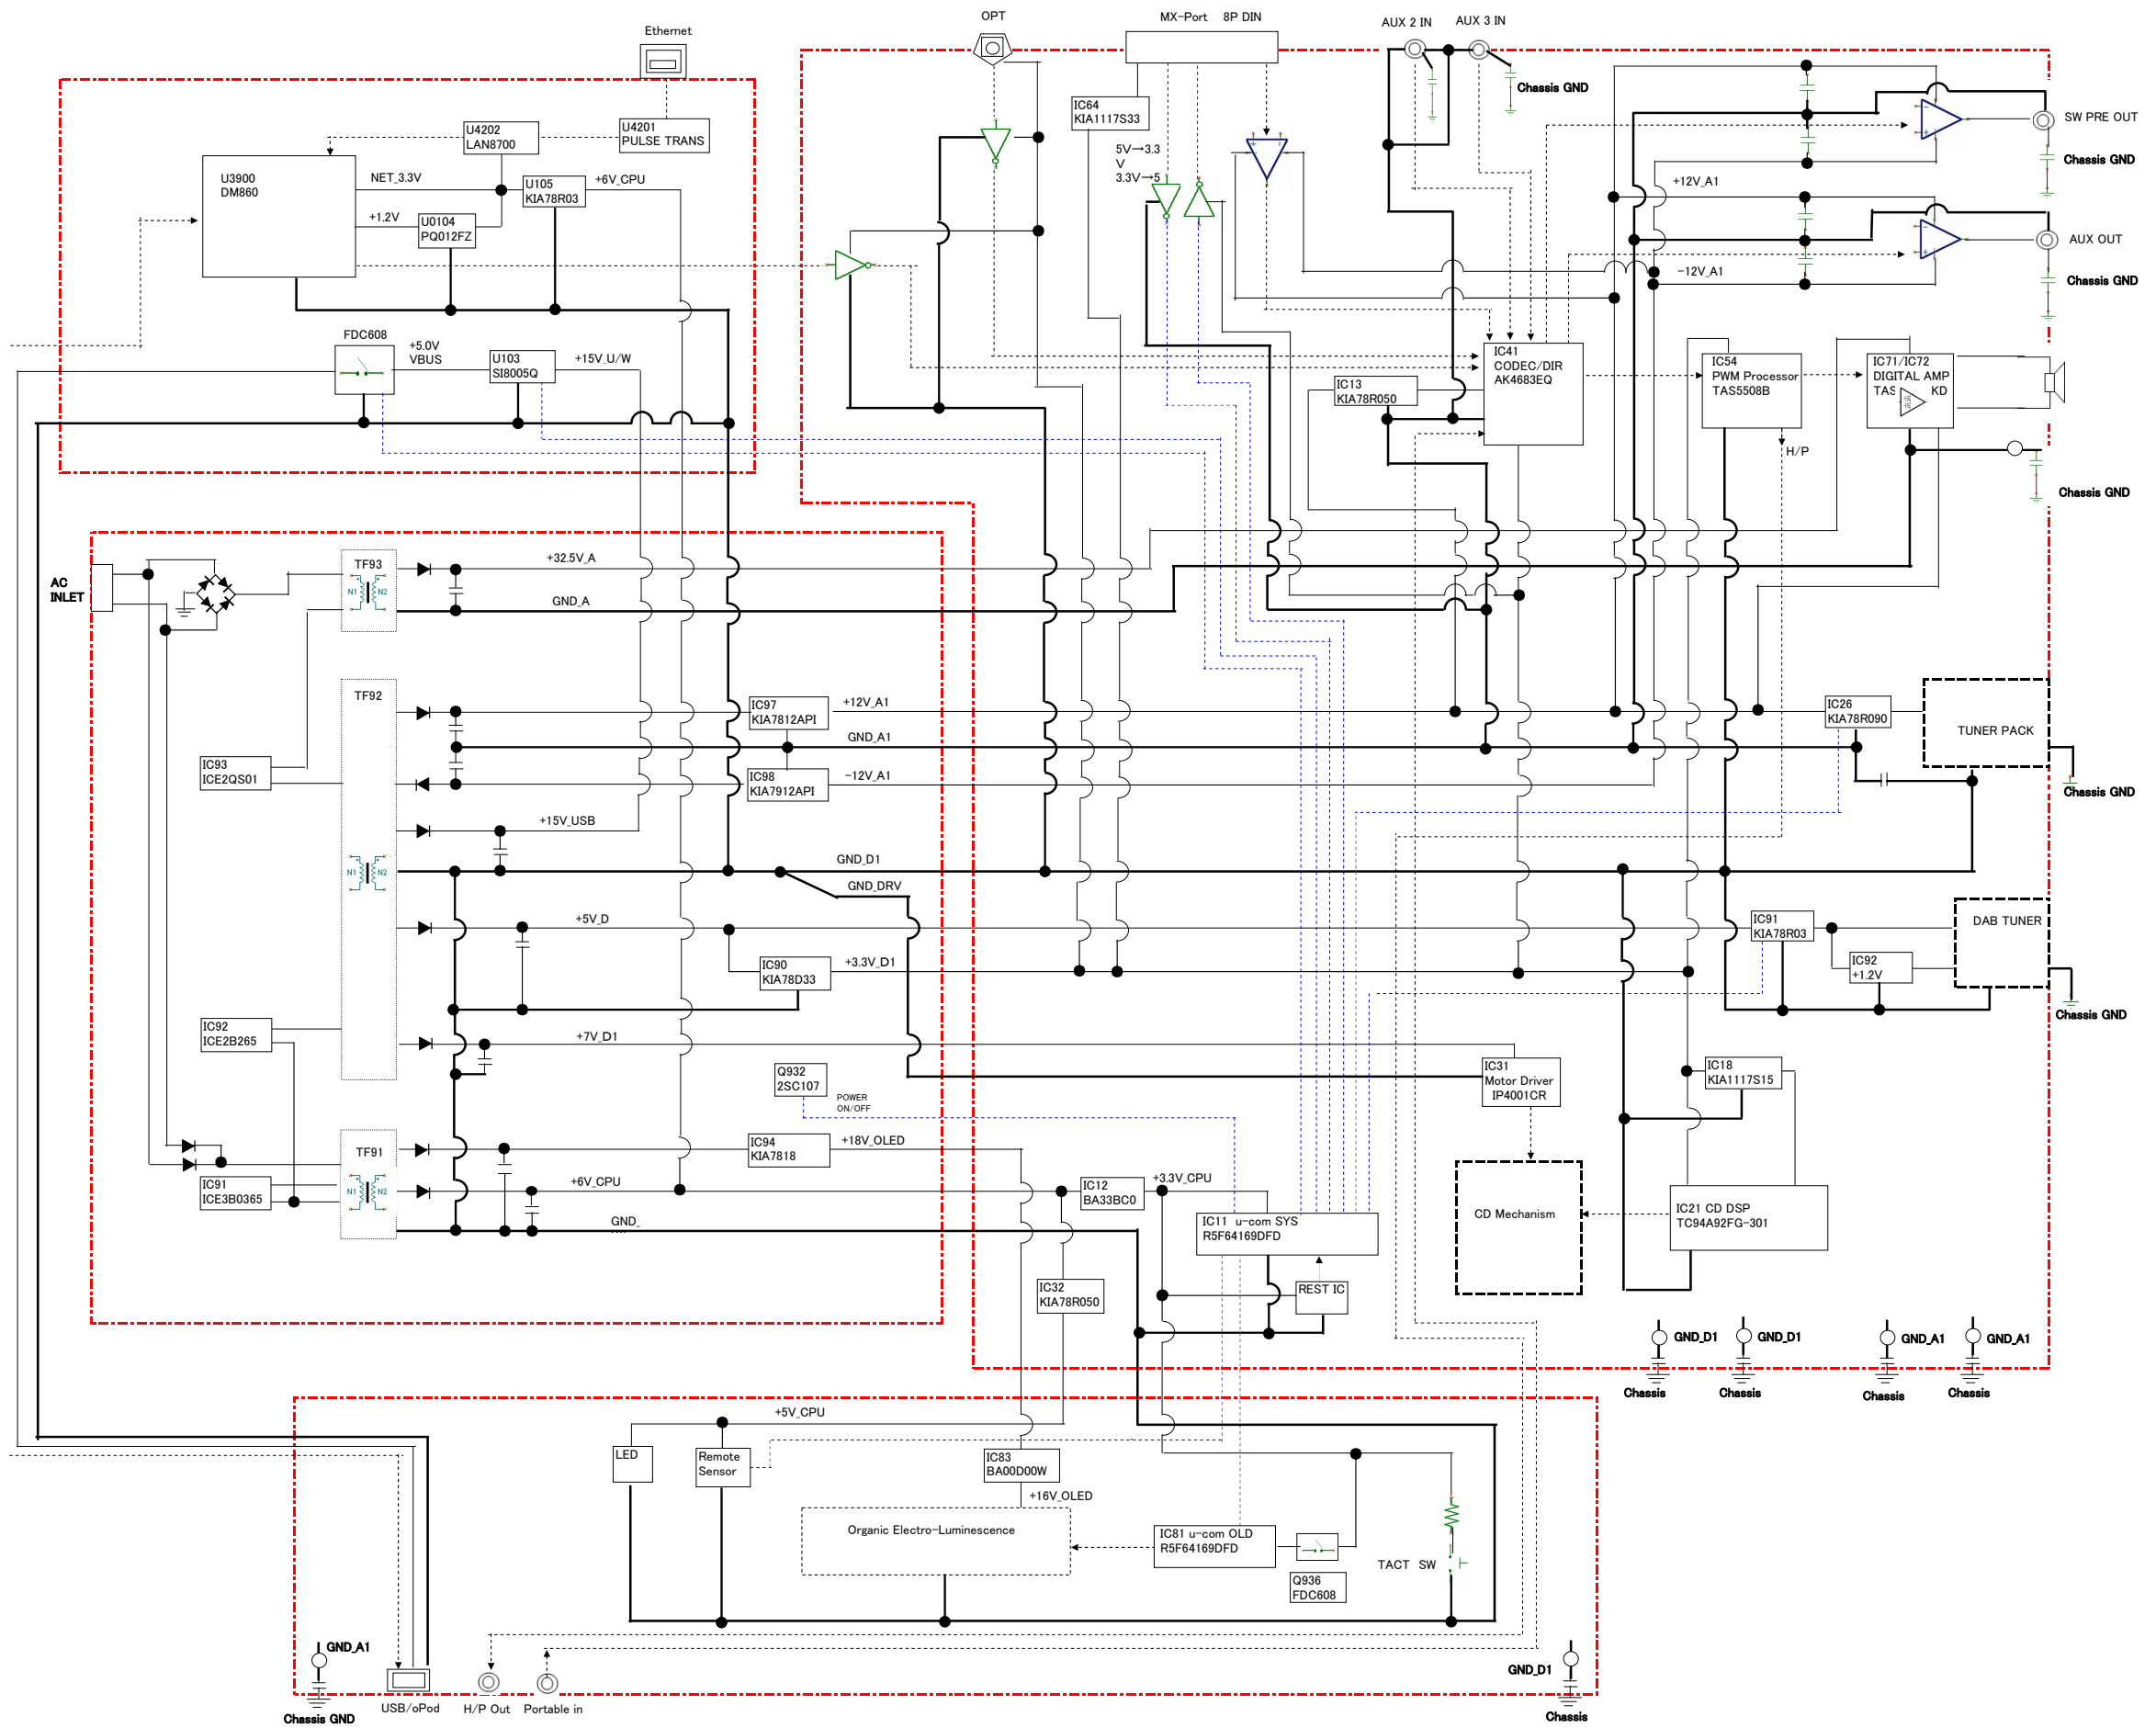 OPT
MX-Port   8P DIN
AUX 2 IN
AUX 3 IN
Ethernet
Chassis GND
IC64
KIA1117S33
SW PRE OUT
U4202
LAN8700
U4201
PULSE TRANS
5V→3.3
V
3.3V→5
Chassis GND
U3900
DM860
NET_3.3V
U105
KIA78R03
+6V_CPU
+12V_A1
+1.2V
U0104
PQ012FZ
AUX OUT
-12V_A1
Chassis GND
FDC608
+5.0V
VBUS
U103
SI8005Q
+15V_U/W
IC41
CODEC/DIR
AK4683EQ
IC54
PWM Processor
TAS5508B
IC71/IC72
DIGITAL AMP
TAS KD
IC13
KIA78R050
H/P
Chassis GND
AC
INLET
TF93
N1 N2
+32.5V_A
GND_A
TF92
IC97
KIA7812API
+12V_A1
IC26
KIA78R090
TUNER PACK
GND_A1
IC93
ICE2QS01
IC98
KIA7912API
-12V_A1
Chassis GND
+15V_USB
N1 N2
GND_D1
GND_DRV
+5V_D
IC91
KIA78R03
DAB TUNER
IC90
KIA78D33
+3.3V_D1
IC92
+1.2V
Chassis GND
IC92
ICE2B265
+7V_D1
Q932
2SC107
POWER
ON/OFF
IC31
Motor Driver
IP4001CR
IC18
KIA1117S15
TF91
IC94
KIA7818
+18V_OLED
IC91
ICE3B0365
N1 N2
+6V_CPU
IC12
BA33BC0
+3.3V_CPU
GND_
IC11  u-com SYS
R5F64169DFD
CD Mechanism
IC21 CD DSP
TC94A92FG-301
IC32
KIA78R050
REST IC
GND_D1
GND_D1
GND_A1
GND_A1
Chassis
Chassis
Chassis
Chassis
+5V_CPU
LED
Remote
Sensor
IC83
BA00D00W
+16V_OLED
Organic Electro-Luminescence
IC81 u-com OLD
R5F64169DFD
TACT  SW
Q936
FDC608
GND_A1
GND_D1
USB/oPod
H/P Out
Portable in
Chassis GND
Chassis